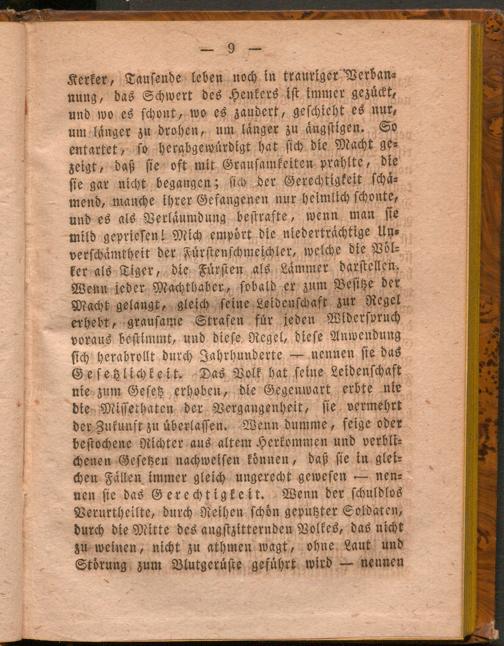 — 9 —
Kerker, Tausende leben noch in trauriger Verban-
nung, das Schwert des Henkers ist immer gezückt,
und wo es schont, wo es zaudert, geschieht es nur,
um länger zu drohen, um länger zu ängstigen. So
entartet, so herabgewürdigt hat sich die Macht ge-
zeigt, daß sie oft mit Grausamkeiten prahlte, die
sie gar nicht begangen; sich der Gerechtigkeit schä-
mend, manche ihrer Gefangenen nur heimlich schonte,
und es als Verläumdung bestrafte, wenn man sie
mild gepriesen! Mich empört die niederträchtige Un-
verschämtheit der Fürstenschmeichler, welche die Völ-
ker als Tiger, die Fürsten als Lämmer darstellen.
Wenn jeder Machthaber, sobald er zum Besitze der
Macht gelangt, gleich seine Leidenschaft zur Regel
erhebt, grausame Strafen für jeden Widerspruch
voraus bestimmt, und diese Regel, diese Anwendung
sich herabrollt durch Jahrhunderte — nennen sie das
Gesetzlichkeit. Das Volk hat seine Leidenschaft
nie zum Gesetz erhoben, die Gegenwart erbte nie
die Missethaten der Vergangenheit, sie vermehrt
der Zukunft zu überlassen. Wenn dumme, feige oder
bestochene Richter aus altem Herkommen und verbli-
chenen Gesetzen nachweisen können, daß sie in glei-
chen Fällen immer gleich ungerecht gewesen — nen-
nen sie das Gerechtigkeit. Wenn der schuldlos
Verurtheilte, durch Reihen schön geputzter Soldaten,
durch die Mitte des angstzitternden Volkes, das nicht
zu weinen, nicht zu athmen wagt, ohne Laut und
Störung zum Blutgerüste geführt wird — nennen